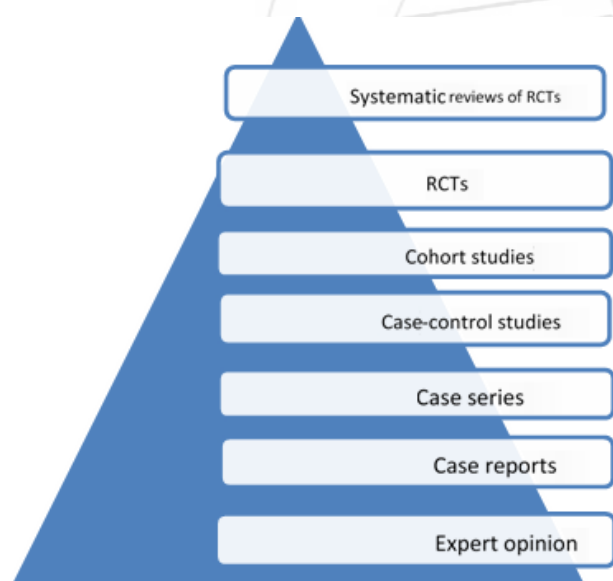 Systematic reviews of RCTs
RCTs
Cohort studies
Case-control studies
Case series
Case reports
Expert opinion